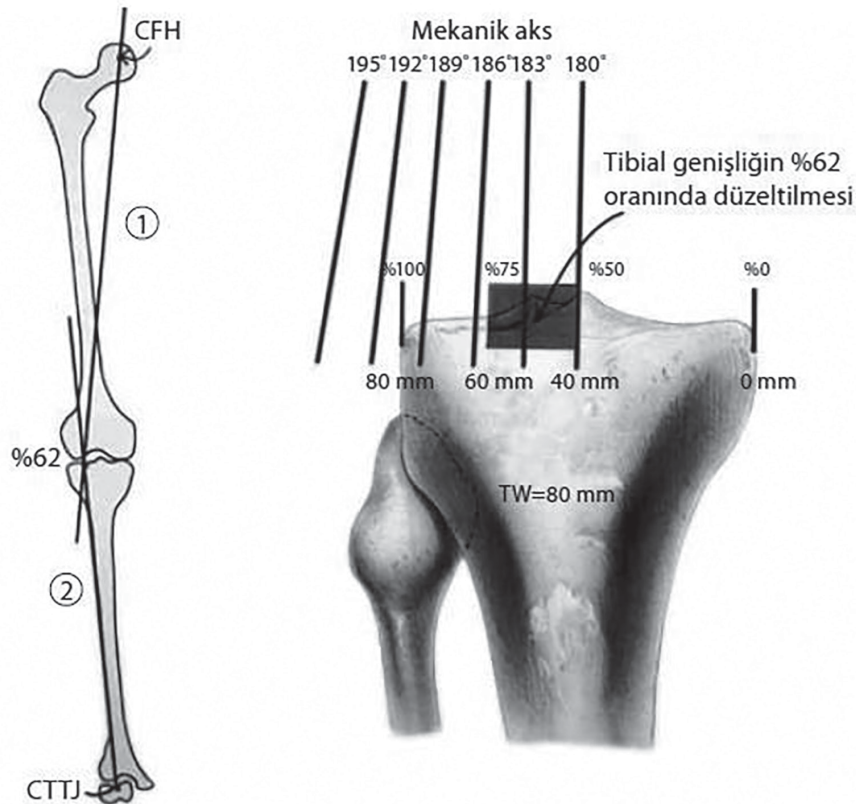 CFH
①
%62
②
CTTJ
Mekanik aks
195° 192° 189° 186° 183° 180°
Tibial genişliğin %62
oranında düzeltilmesi
%100 %75 %50 %0
80 mm 60 mm 40 mm 0 mm
TW=80 mm